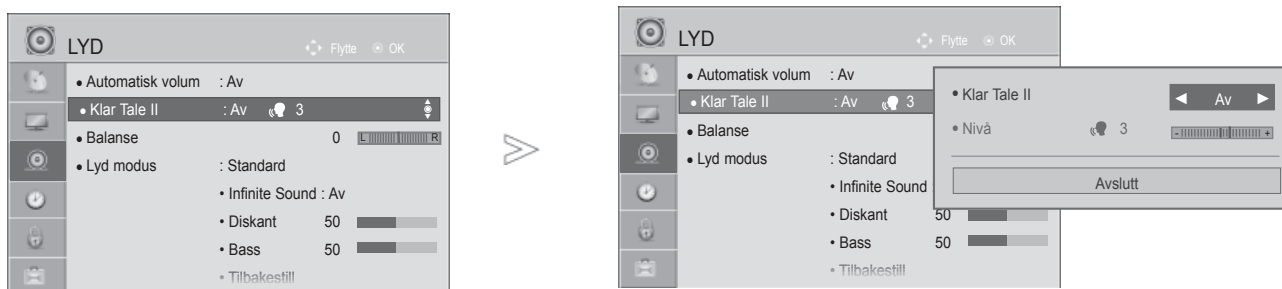 LYD
Flytte OK
• Automatisk volum : Av
• Klar Tale II : Av 3
• Balanse 0 L R
• Lyd modus : Standard
• Infinite Sound : Av
• Diskant 50
• Bass 50
• Tilbakestill
LYD
Flytte OK
• Automatisk volum : Av
• Klar Tale II : Av 3
• Balanse
• Lyd modus : Standard
• Infinite Sound :
• Diskant 50
• Bass 50
• Tilbakestill
• Klar Tale II ◄ Av ►
• Nivå 3 - +
Avslutt